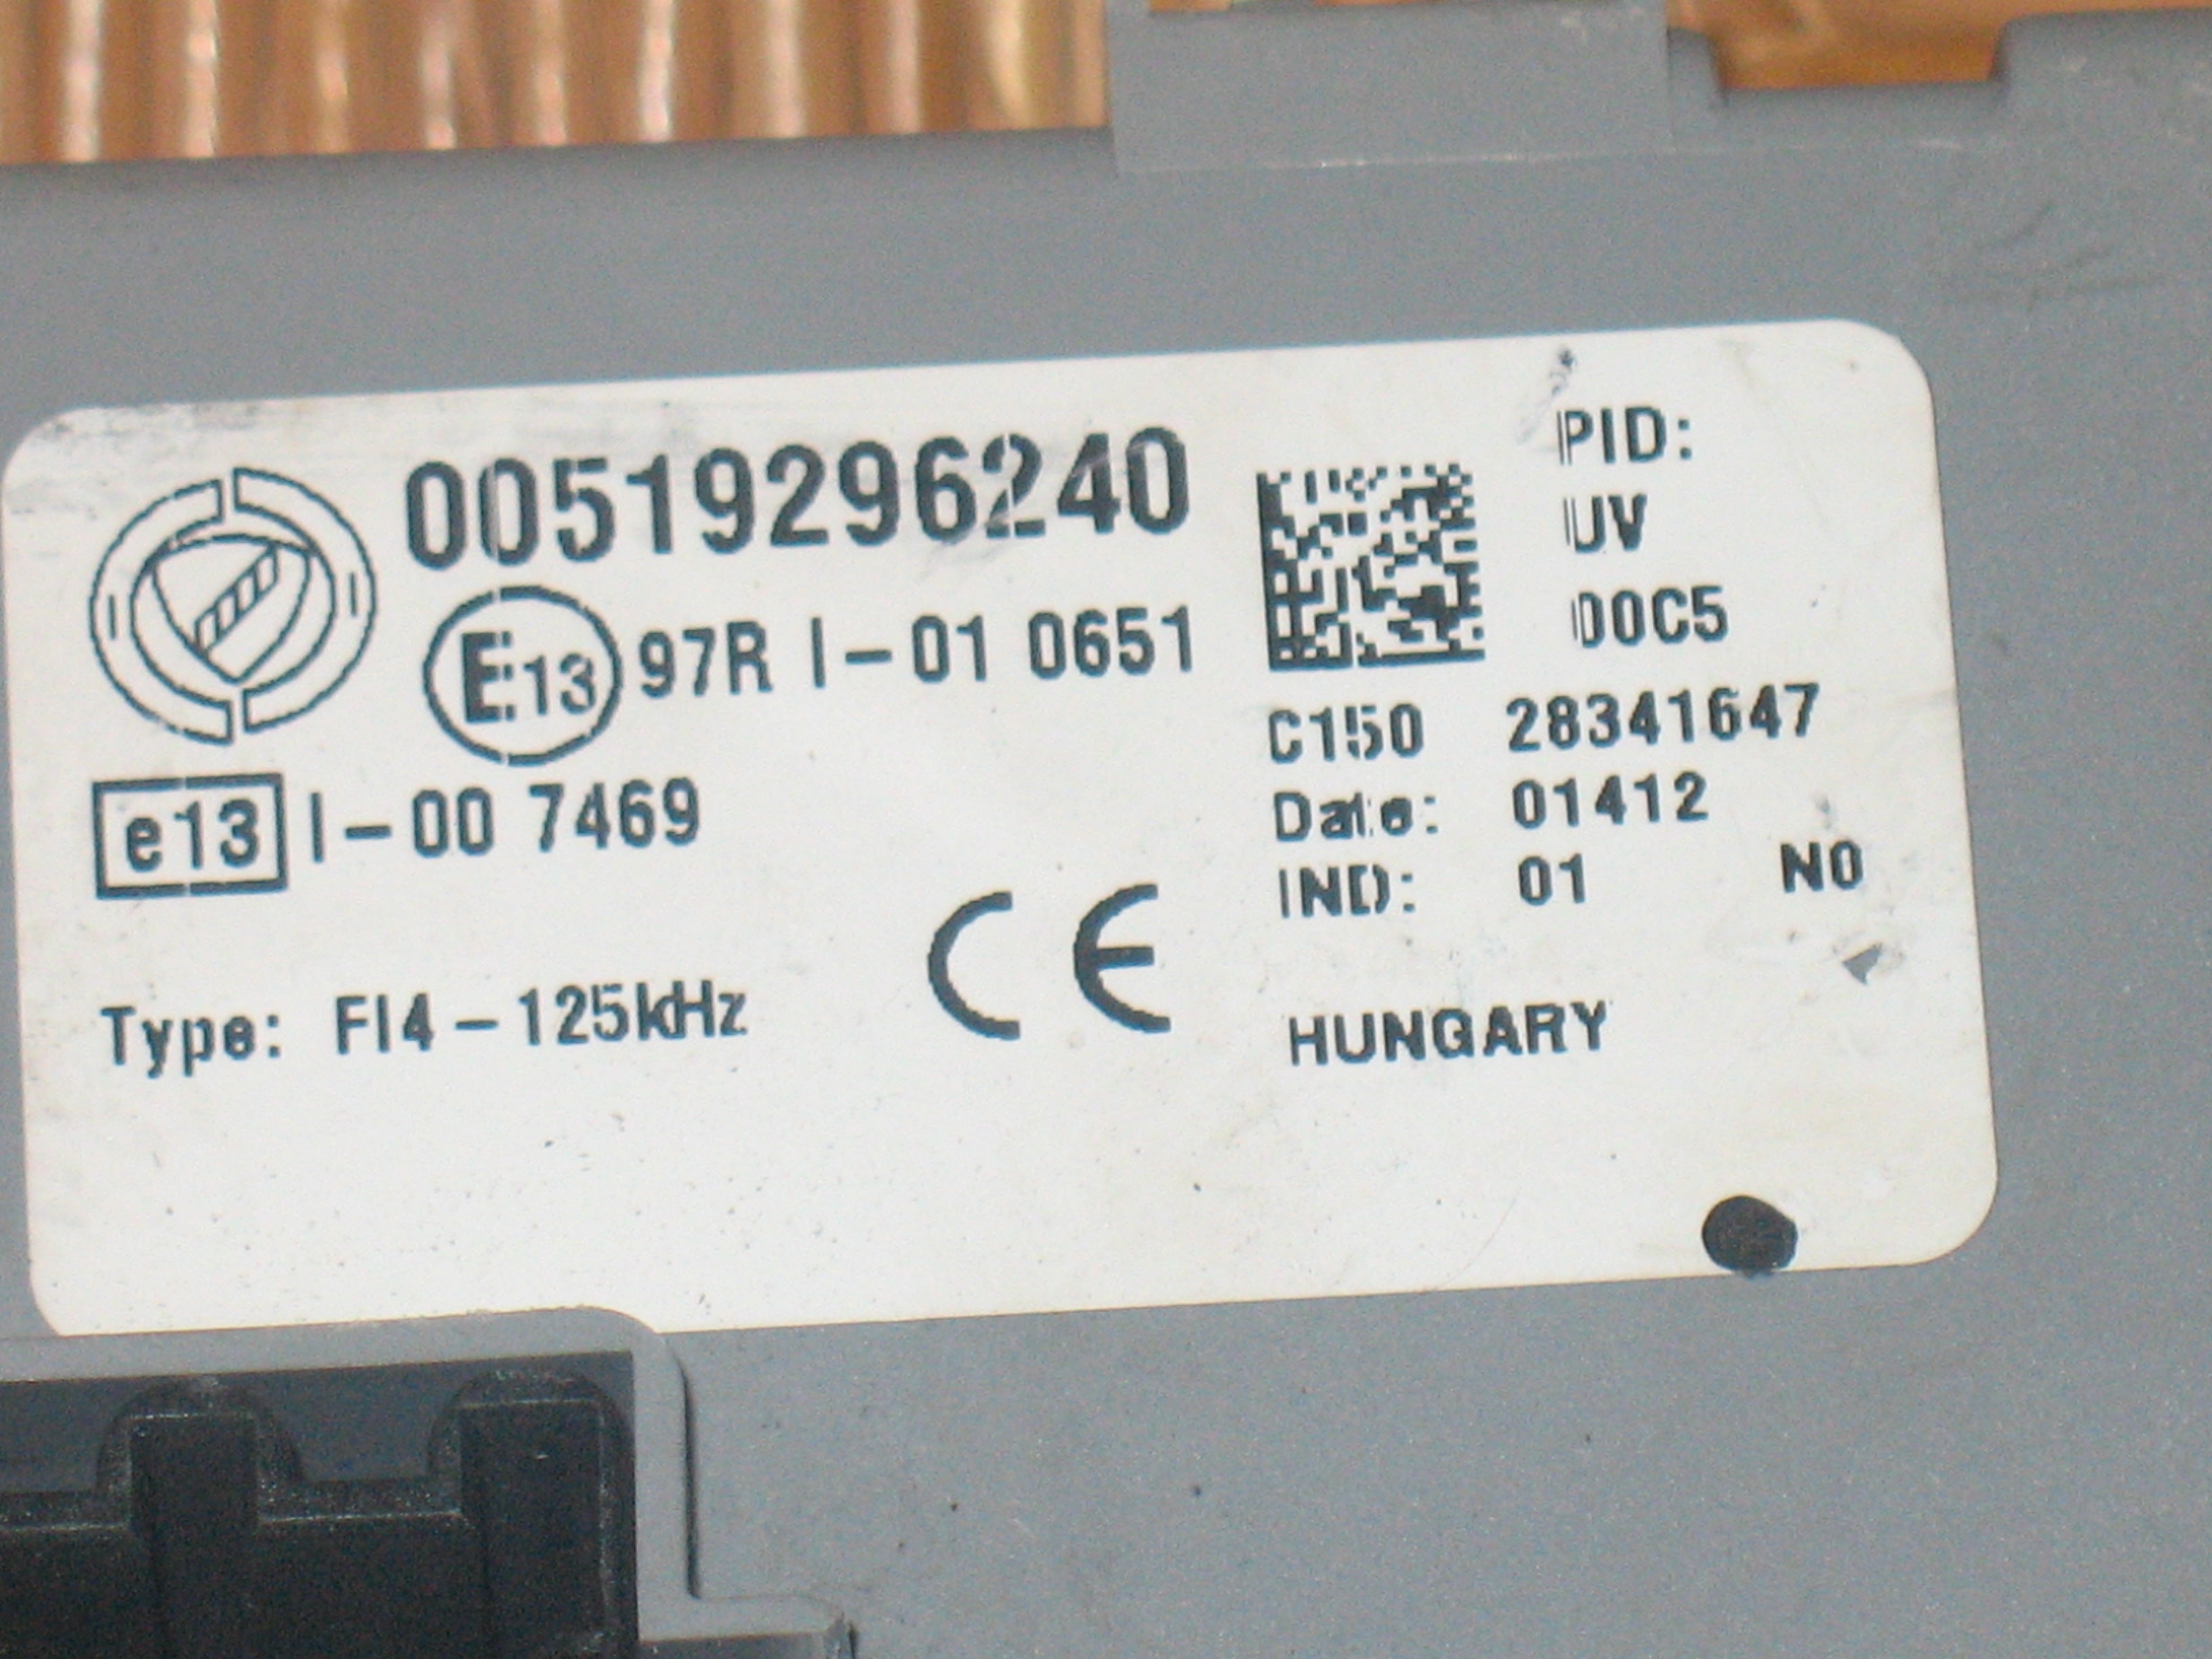 00519296240
E13 97R I-01 0651
e13 I-00 7469
Type: FI4-125kHz
CE
PID:
UV
00C5
C150 28341647
Date: 01412
IND: 01 N0
HUNGARY